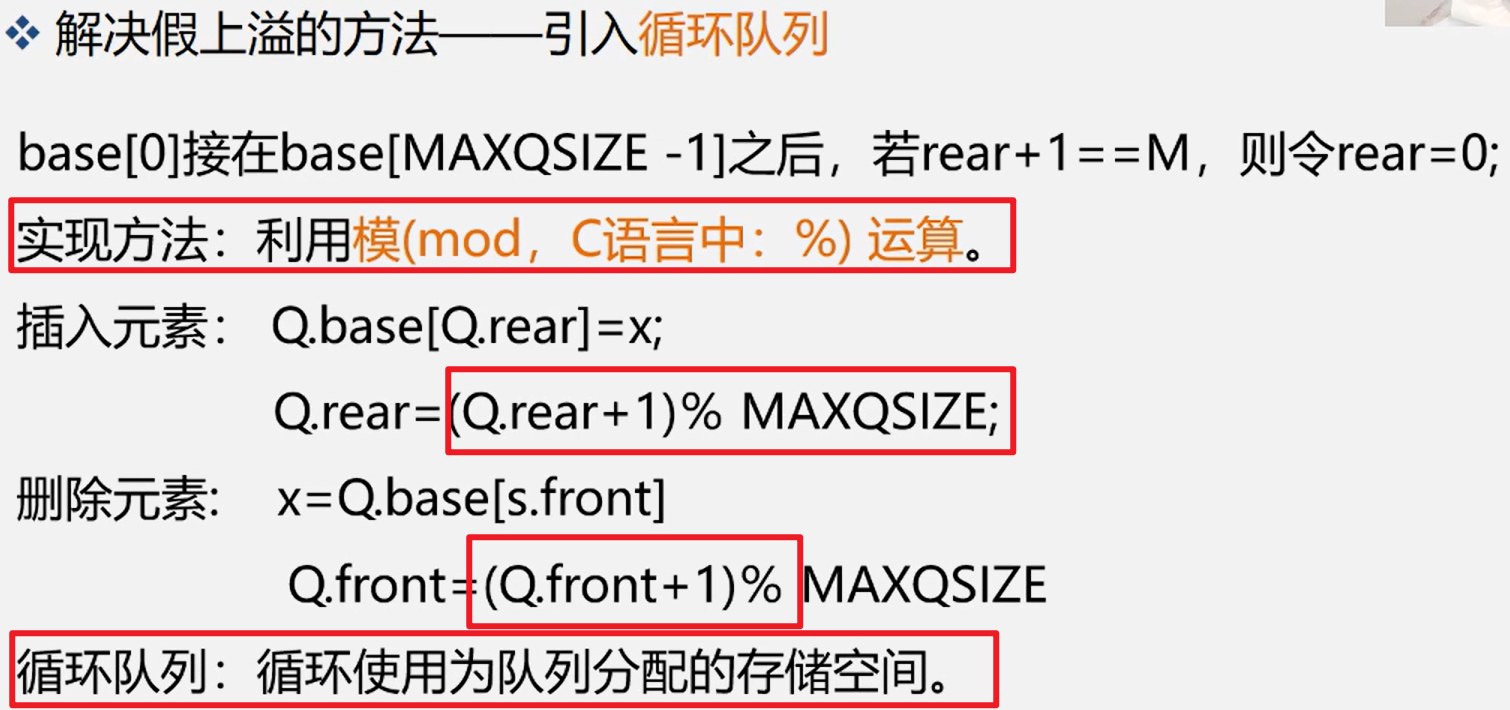 解决假上溢的方法——引入循环队列
base[0]接在base[MAXQSIZE -1]之后，若rear+1==M，则令rear=0;
实现方法：利用模(mod，C语言中：%) 运算。
插入元素： Q.base[Q.rear]=x;
Q.rear=(Q.rear+1)% MAXQSIZE;
删除元素: x=Q.base[s.front]
Q.front=(Q.front+1)% MAXQSIZE
循环队列：循环使用为队列分配的存储空间。